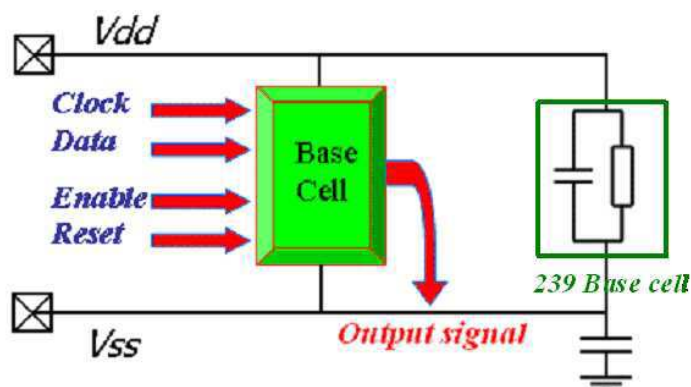 Vdd
Clock
Data
Enable
Reset
Base
Cell
239 Base cell
Output signal
Vss